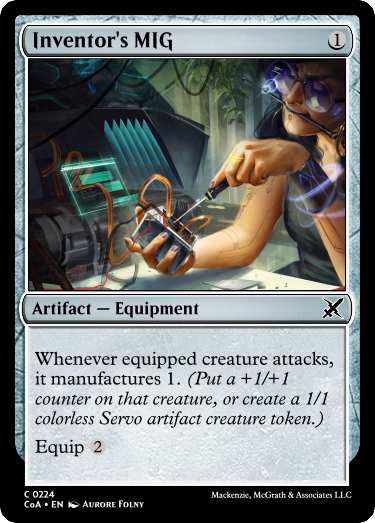 Inventor's MIG 1
Artifact — Equipment
Whenever equipped creature attacks,
it manufactures 1. (Put a +1/+1
counter on that creature, or create a 1/1
colorless Servo artifact creature token.)
Equip 2
C 0224
CoA • EN Aurore Folny
Mackenzie, McGrath & Associates LLC